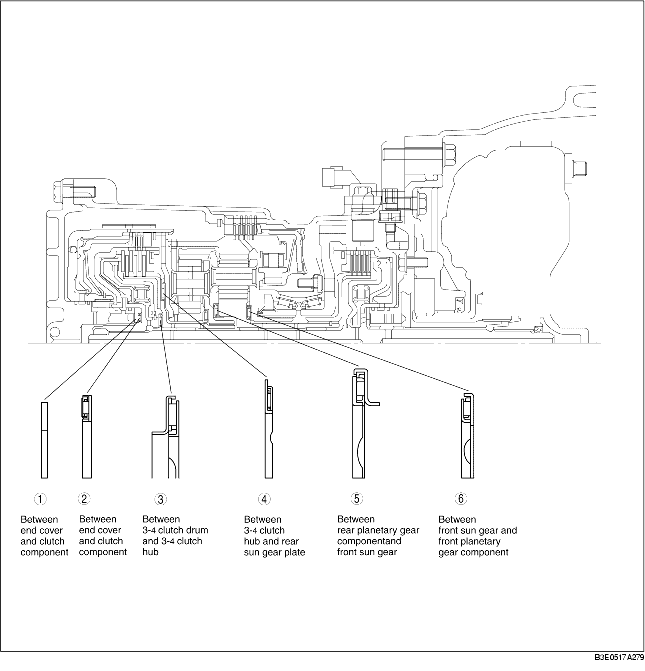 1
2
3
4
5
6
Between
end cover
and clutch
component
Between
end cover
and clutch
component
Between
3-4 clutch drum
and 3-4 clutch
hub
Between
3-4 clutch
hub and rear
sun gear plate
Between
rear planetary gear
componentand
front sun gear
Between
front sun gear and
front planetary
gear component
B3E0517A279